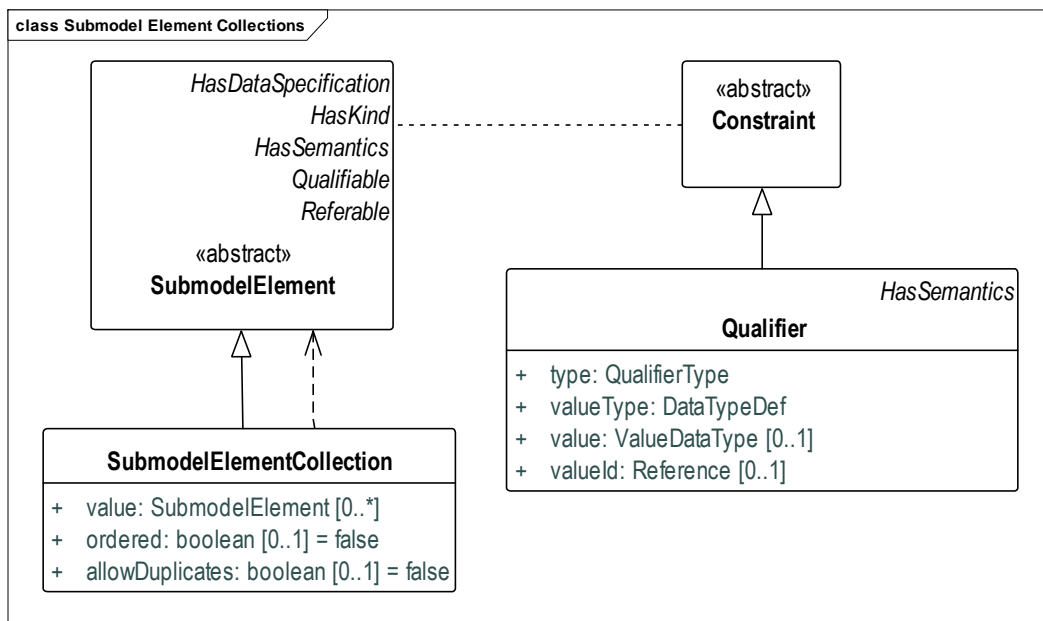 class Submodel Element Collections
HasDataSpecification
HasKind
HasSemantics
Qualifiable
Referable
«abstract»
SubmodelElement
«abstract»
Constraint
HasSemantics
Qualifier
+ type: QualifierType
+ valueType: DataTypeDef
+ value: ValueDataType [0..1]
+ valueId: Reference [0..1]
SubmodelElementCollection
+ value: SubmodelElement [0..*]
+ ordered: boolean [0..1] = false
+ allowDuplicates: boolean [0..1] = false